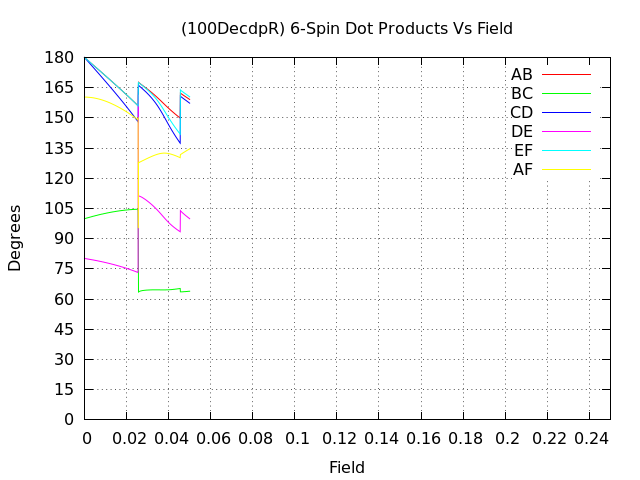 (100DecdpR) 6-Spin Dot Products Vs Field
180
165
150
135
120
105
90
75
60
45
30
15
0
Degrees
AB
BC
CD
DE
EF
AF
0 0.02 0.04 0.06 0.08 0.1 0.12 0.14 0.16 0.18 0.2 0.22 0.24
Field